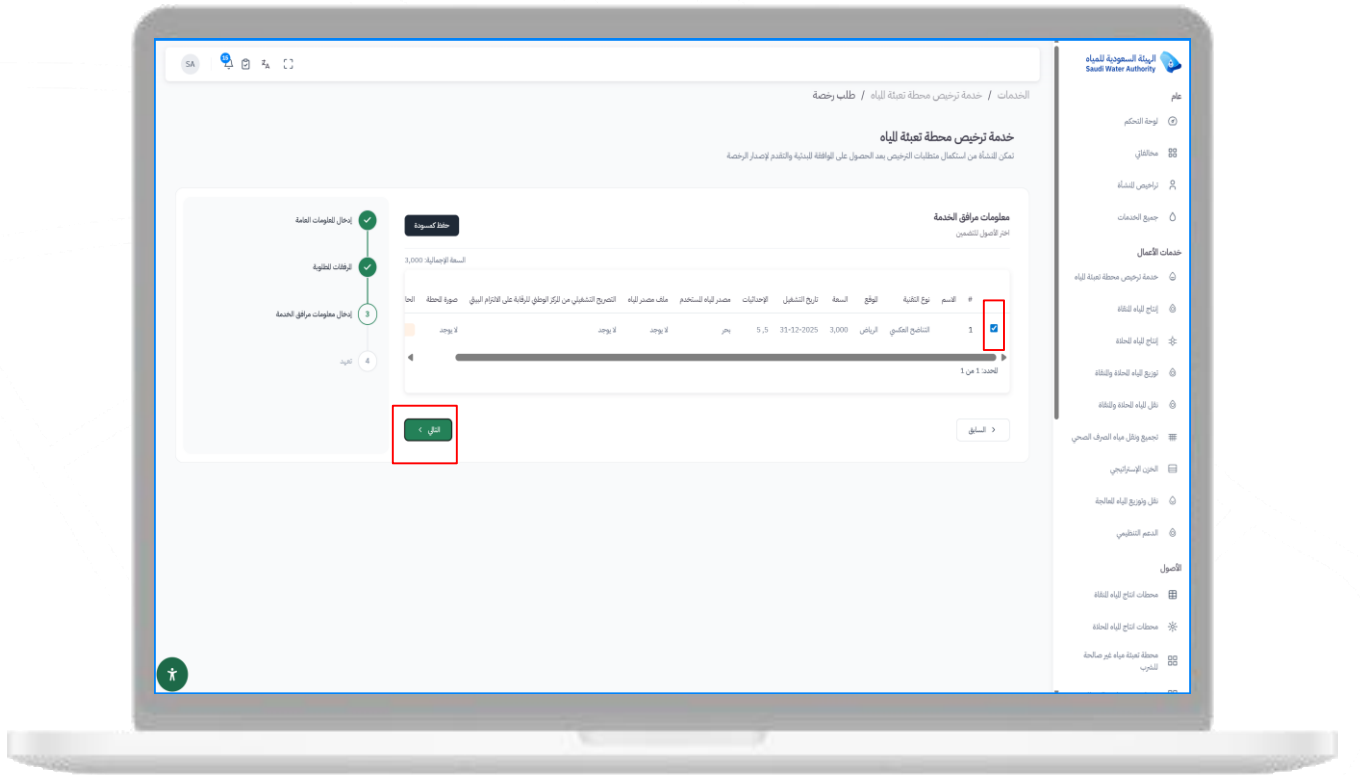 الهيئة السعودية للمياه
Saudi Water Authority
عام
لوحة التحكم
مخالفاتي
تراخيص المنشأة
جميع الخدمات
خدمات الأعمال
خدمة ترخيص محطة تعبئة المياه
إنتاج المياه المنقاة
إنتاج المياه المحلاة
توزيع المياه المحلاة والمنقاة
نقل المياه المحلاة والمنقاة
تجميع ونقل مياه الصرف الصحي
الخزن الإستراتيجي
نقل وتوزيع المياه المعالجة
الدعم التنظيمي
الأصول
محطات انتاج المياه المنقاة
محطات انتاج المياه المحلاة
محطة تعبئة مياه غير صالحة
للشرب
SA
الخدمات / خدمة ترخيص محطة تعبئة المياه / طلب رخصة
خدمة ترخيص محطة تعبئة المياه
تمكن المنشأة من استكمال متطلبات الترخيص بعد الحصول على الموافقة المبدئية والتقدم لإصدار الرخصة
معلومات مرافق الخدمة
اختر الأصول للتضمين
حفظ كمسودة
السعة الإجمالية: 3,000
# الاسم نوع التقنية الموقع السعة تاريخ التشغيل الإحداثيات مصدر المياه المستخدم ملف مصدر المياه التصريح التشغيلي من المركز الوطني للرقابة على الالتزام البيئي صورة المحطة الحا
1 التناضح العكسي الرياض 3,000 31-12-2025 5 ,5 بحر لا يوجد لا يوجد لا يوجد
المحدد: 1 من 1
السابق
التالي
إدخال المعلومات العامة
المرفقات المطلوبة
3 إدخال معلومات مرافق الخدمة
4